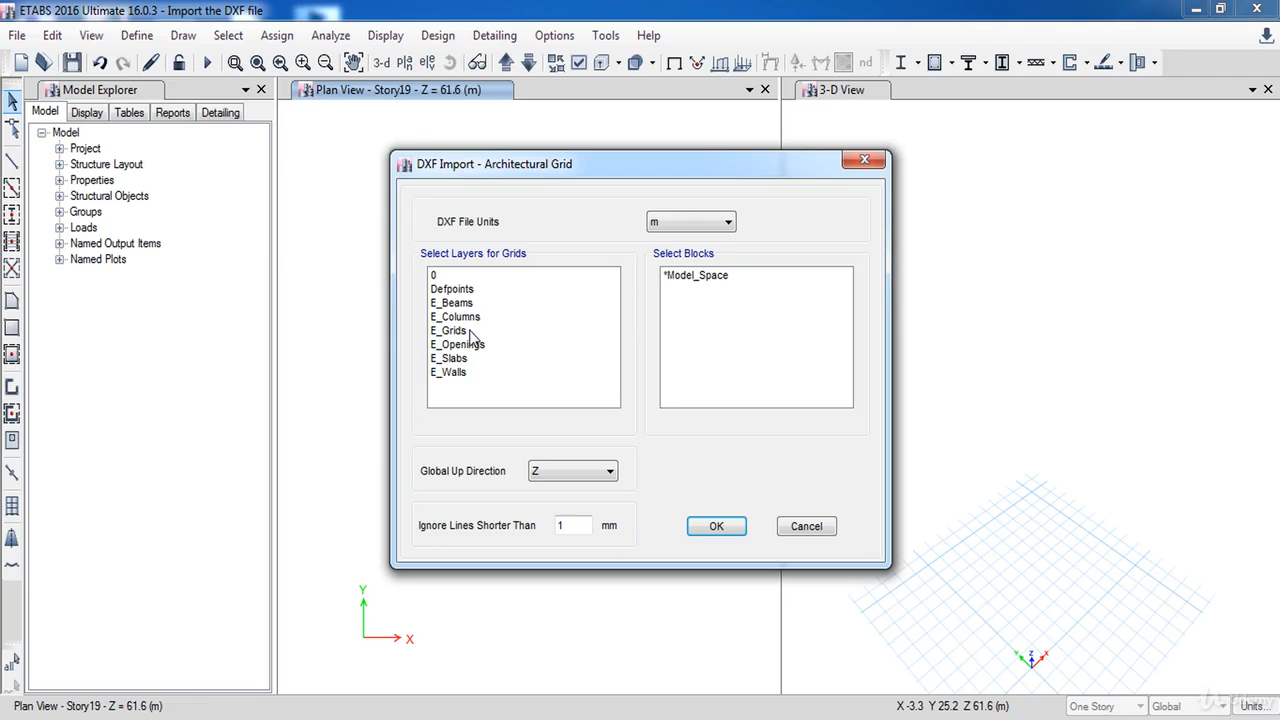 ETABS 2016 Ultimate 16.0.3 - Import the DXF file
File Edit View Define Draw Select Assign Analyze Display Design Detailing Options Tools Help
3-d
nd
Model Explorer
Plan View - Story19 - Z = 61.6 (m)
3-D View
Model Display Tables Reports Detailing
Model
Project
Structure Layout
Properties
Structural Objects
Groups
Loads
Named Output Items
Named Plots
DXF Import - Architectural Grid
DXF File Units
m
Select Layers for Grids
0
Defpoints
E_Beams
E_Columns
E_Grids
E_Openings
E_Slabs
E_Walls
Select Blocks
*Model_Space
Global Up Direction
Z
Ignore Lines Shorter Than
1
mm
OK
Cancel
Y
X
Y
Z
X
all
Plan View - Story19 - Z = 61.6 (m)
X -3.3 Y 25.2 Z 61.6 (m)
One Story
Global
Units...